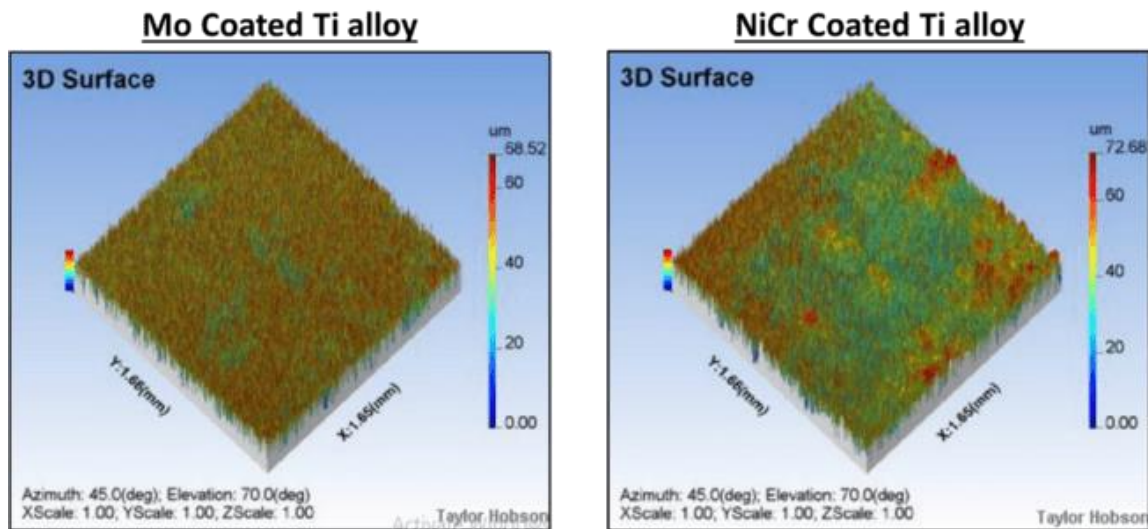 Mo Coated Ti alloy
3D Surface
um
68.52
60
40
20
0.00
Y:1.66(mm)
X:1.65(mm)
Azimuth: 45.0(deg); Elevation: 70.0(deg)
XScale: 1.00; YScale: 1.00; ZScale: 1.00
Taylor Hobson
NiCr Coated Ti alloy
3D Surface
um
72.68
60
40
20
0.00
Y:1.66(mm)
X:1.65(mm)
Azimuth: 45.0(deg); Elevation: 70.0(deg)
XScale: 1.00; YScale: 1.00; ZScale: 1.00
Taylor Hobson